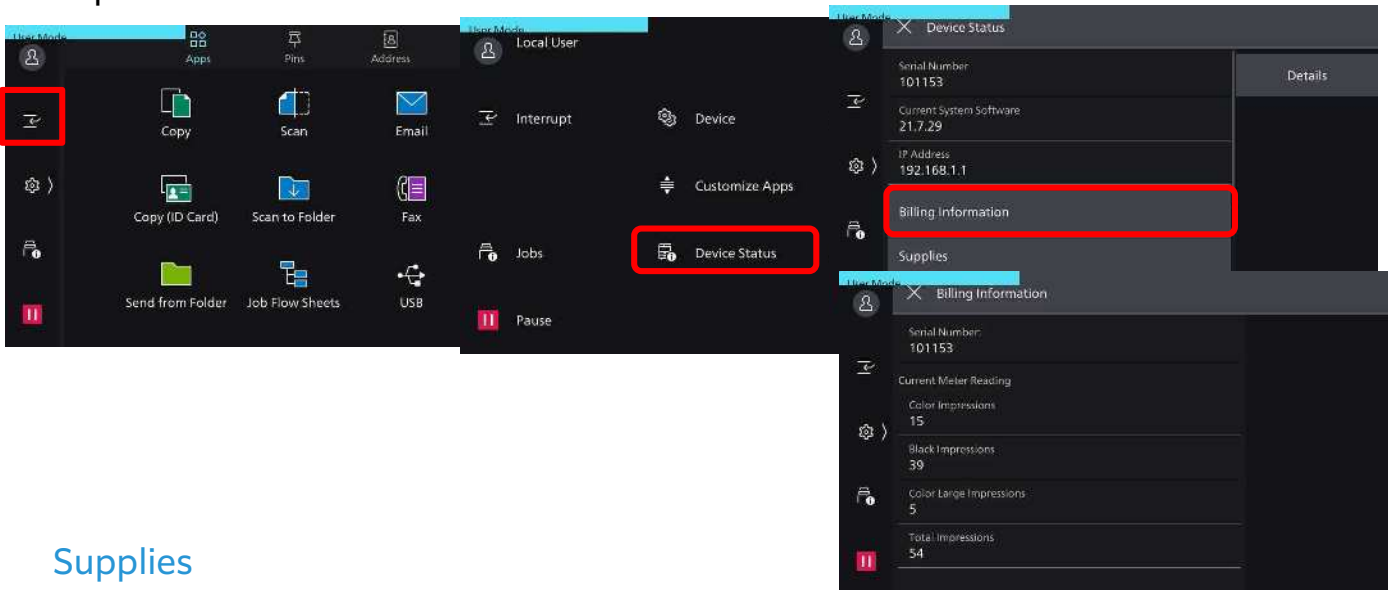 User Mode
Apps
Pins
Address
Copy
Scan
Email
Copy (ID Card)
Scan to Folder
Fax
Send from Folder
Job Flow Sheets
USB
User Mode
Local User
Interrupt
Device
Customize Apps
Jobs
Device Status
Pause
User Mode
Device Status
Serial Number
101153
Details
Current System Software
21.7.29
IP Address
192.168.1.1
Billing Information
Supplies
User Mode
Billing Information
Serial Number:
101153
Current Meter Reading
Color Impressions
15
Black Impressions
39
Color Large Impressions
5
Total Impressions
54
Supplies